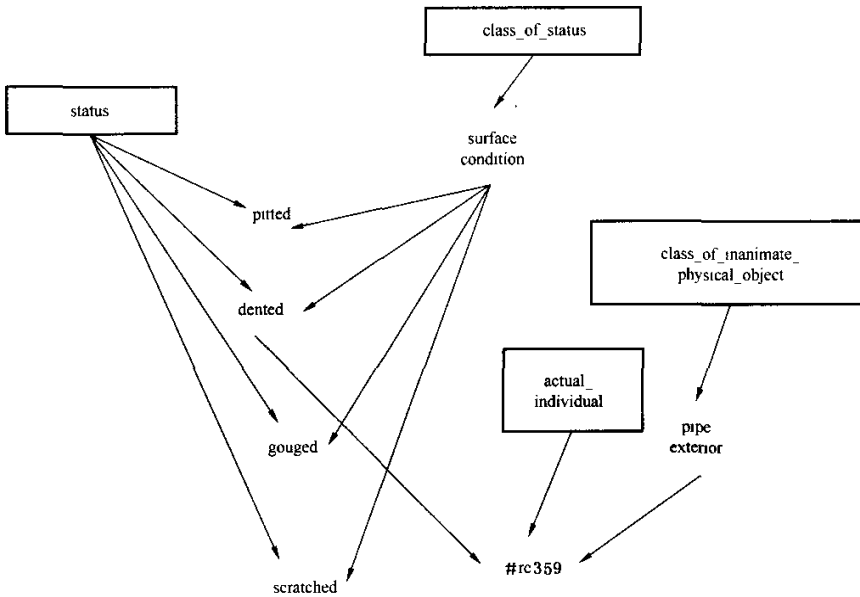 class_of_status
status
surface
condition
pitted
class_of_inanimate_
physical_object
dented
actual_
individual
pipe
exterior
gouged
#rc359
scratched